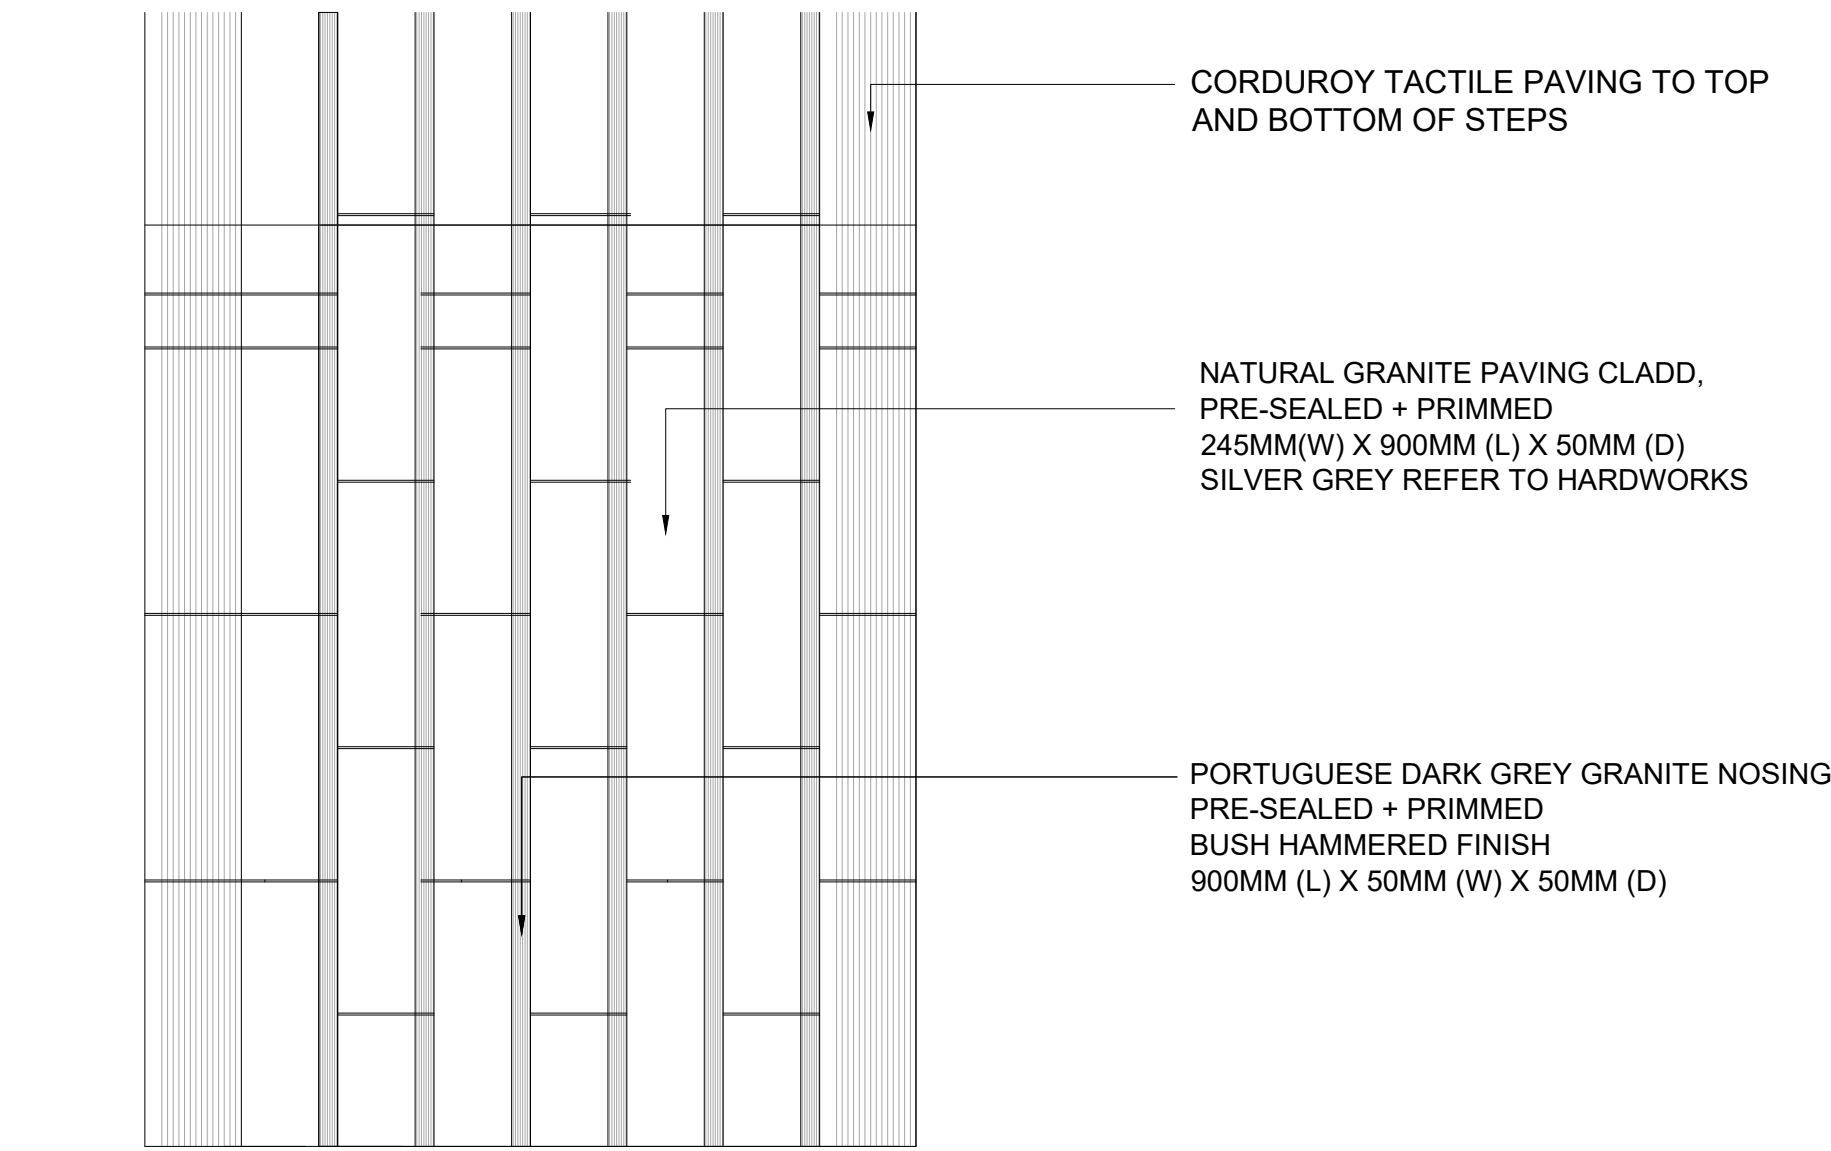 CORDUROY TACTILE PAVING TO TOP
AND BOTTOM OF STEPS
NATURAL GRANITE PAVING CLADD,
PRE-SEALED + PRIMMED
245MM(W) X 900MM (L) X 50MM (D)
SILVER GREY REFER TO HARDWORKS
PORTUGUESE DARK GREY GRANITE NOSING
PRE-SEALED + PRIMMED
BUSH HAMMERED FINISH
900MM (L) X 50MM (W) X 50MM (D)